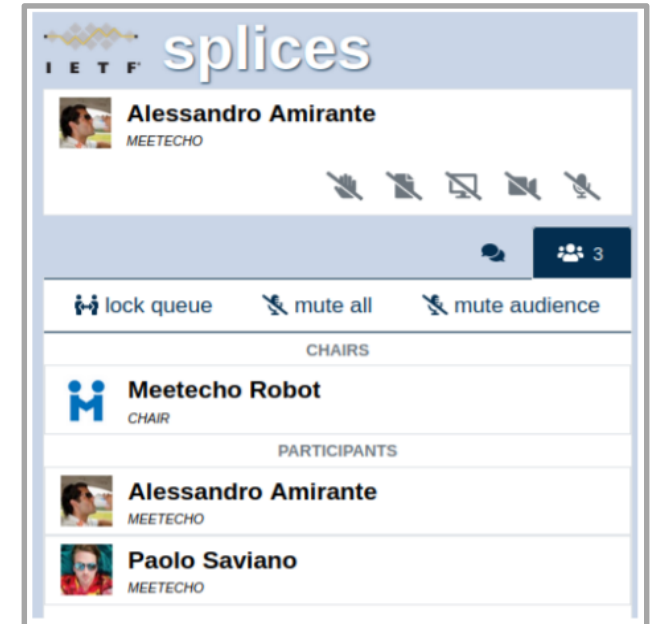 IETF splices
Alessandro Amirante
MEETECHO
3
lock queue mute all mute audience
CHAIRS
Meetecho Robot
CHAIR
PARTICIPANTS
Alessandro Amirante
MEETECHO
Paolo Saviano
MEETECHO